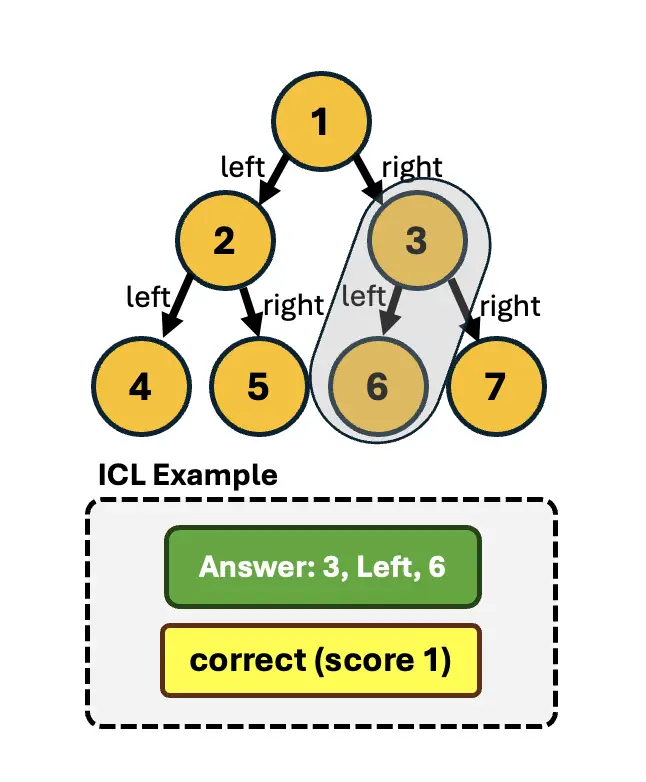 1
left
right
2
3
left
right
left
right
4
5
6
7
ICL Example
Answer: 3, Left, 6
correct (score 1)